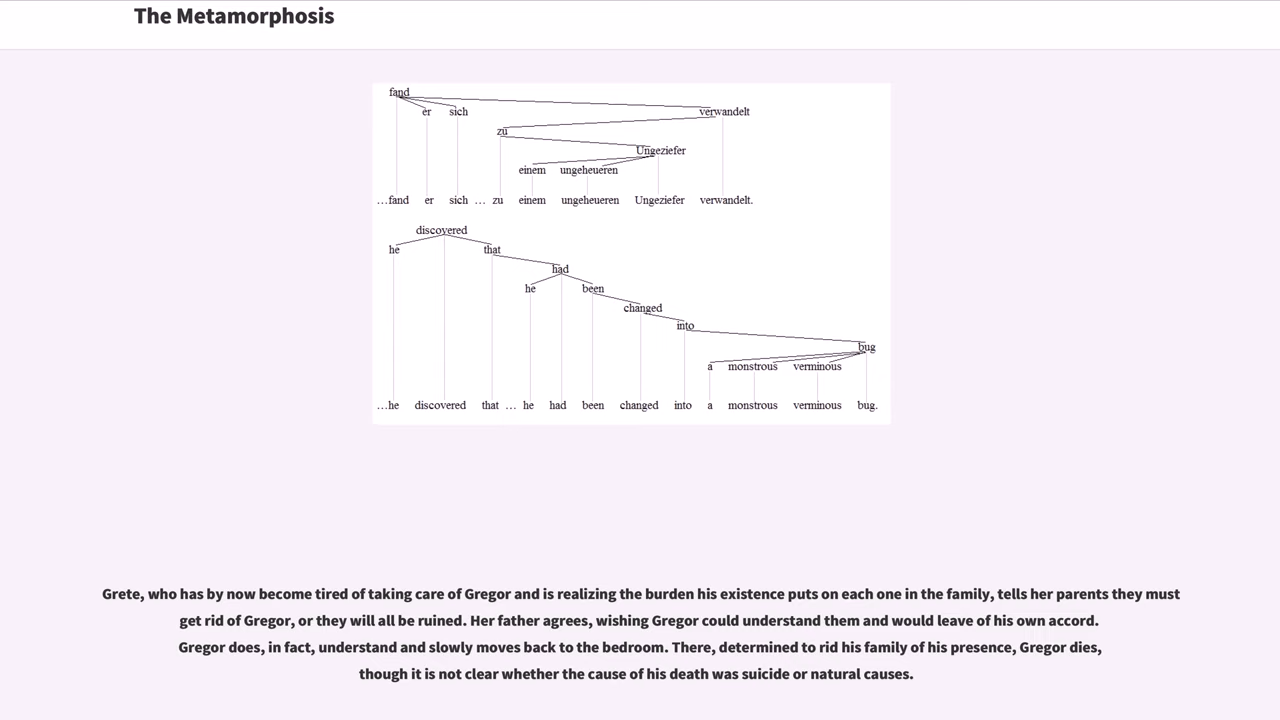 The Metamorphosis
fand
er sich verwandelt
zu
Ungeziefer
einem ungeheueren
…fand er sich … zu einem ungeheueren Ungeziefer verwandelt.
discovered
he that
had
he been
changed
into
bug
a monstrous verminous
…he discovered that … he had been changed into a monstrous verminous bug.
Grete, who has by now become tired of taking care of Gregor and is realizing the burden his existence puts on each one in the family, tells her parents they must
get rid of Gregor, or they will all be ruined. Her father agrees, wishing Gregor could understand them and would leave of his own accord.
Gregor does, in fact, understand and slowly moves back to the bedroom. There, determined to rid his family of his presence, Gregor dies,
though it is not clear whether the cause of his death was suicide or natural causes.